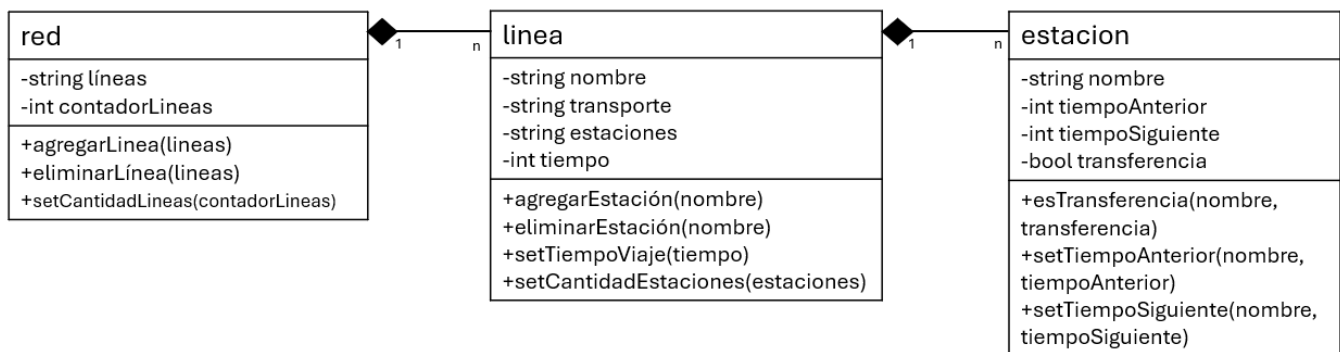 red
-string líneas
-int contadorLineas
+agregarLinea(lineas)
+eliminarLínea(lineas)
+setCantidadLineas(contadorLineas)
1
n
linea
-string nombre
-string transporte
-string estaciones
-int tiempo
+agregarEstación(nombre)
+eliminarEstación(nombre)
+setTiempoViaje(tiempo)
+setCantidadEstaciones(estaciones)
1
n
estacion
-string nombre
-int tiempoAnterior
-int tiempoSiguiente
-bool transferencia
+esTransferencia(nombre,
transferencia)
+setTiempoAnterior(nombre,
tiempoAnterior)
+setTiempoSiguiente(nombre,
tiempoSiguiente)